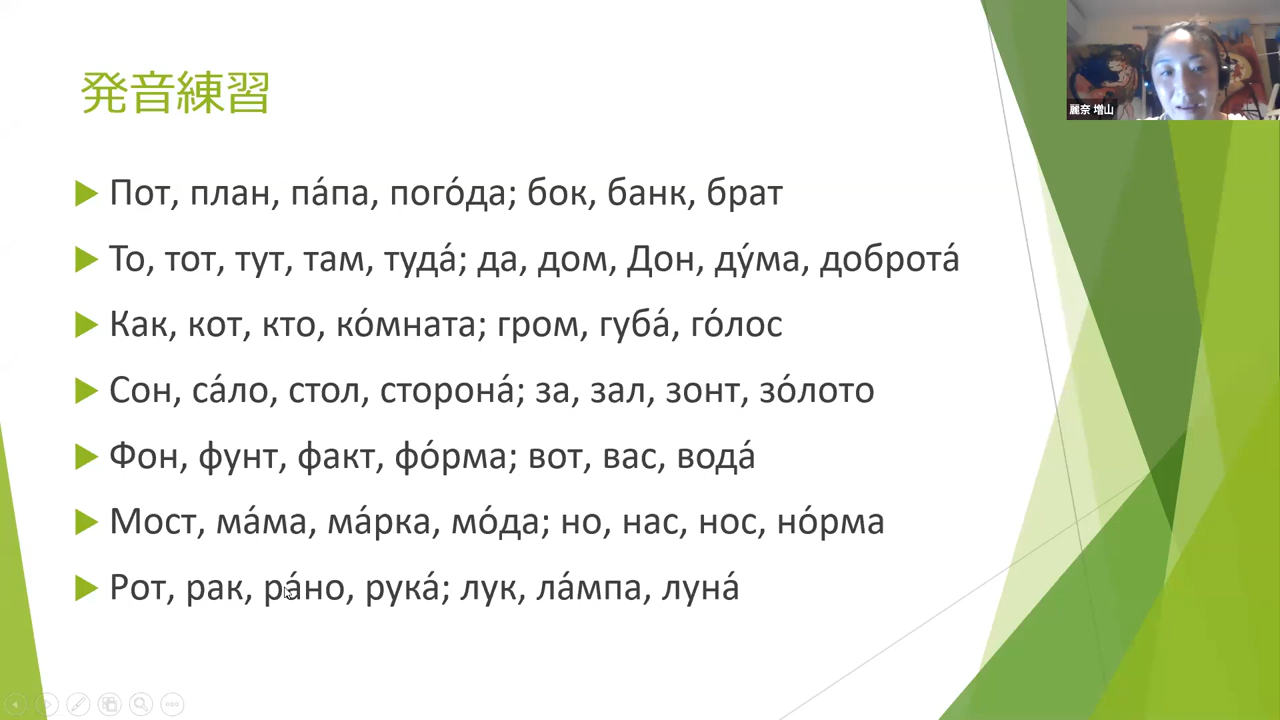 発音練習
麗奈 増山
Пот, план, па́па, пого́да; бок, банк, брат
То, тот, тут, там, туда́; да, дом, Дон, ду́ма, доброта́
Как, кот, кто, ко́мната; гром, губа́, го́лос
Сон, са́ло, стол, сторона́; за, зал, зонт, зо́лото
Фон, фунт, факт, фо́рма; вот, вас, вода́
Мост, ма́ма, ма́рка, мо́да; но, нас, нос, но́рма
Рот, рак, ра́но, рука́; лук, ла́мпа, луна́